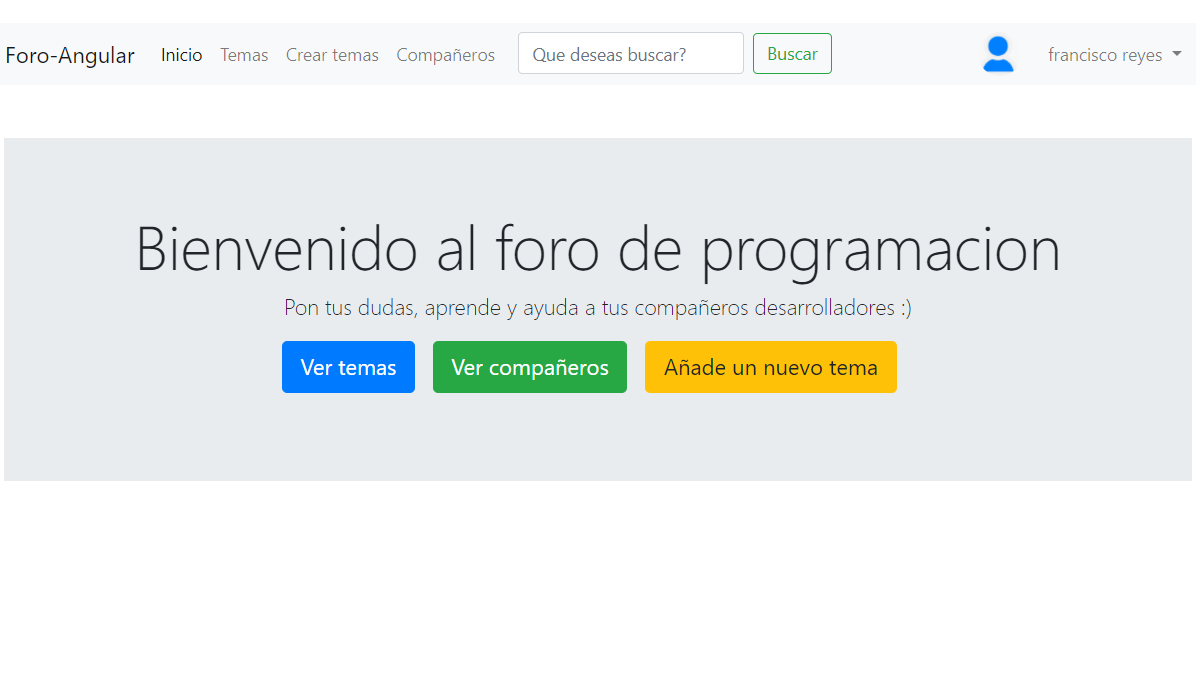 Foro-Angular Inicio Temas Crear temas Compañeros Que deseas buscar? Buscar francisco reyes
Bienvenido al foro de programacion
Pon tus dudas, aprende y ayuda a tus compañeros desarrolladores :)
Ver temas Ver compañeros Añade un nuevo tema